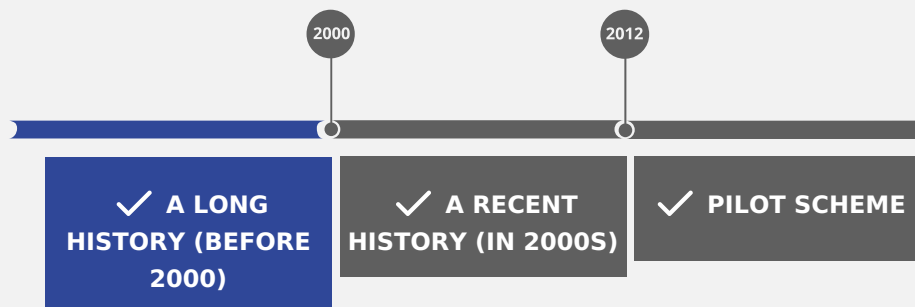 2000
2012
A LONG
HISTORY (BEFORE
2000)
A RECENT
HISTORY (IN 2000S)
PILOT SCHEME